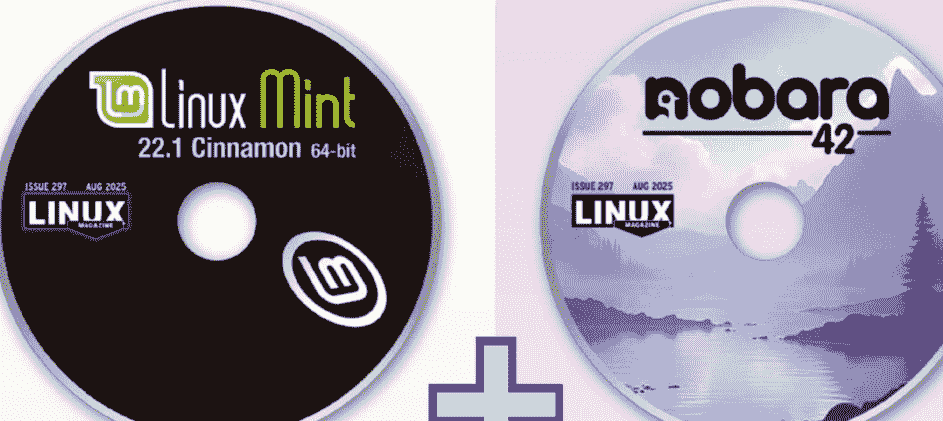 Linux Mint
22.1 Cinnamon 64-bit
ISSUE 297 AUG 2025
LINUX
MAGAZINE
nobara
42
ISSUE 297 AUG 2025
LINUX
MAGAZINE